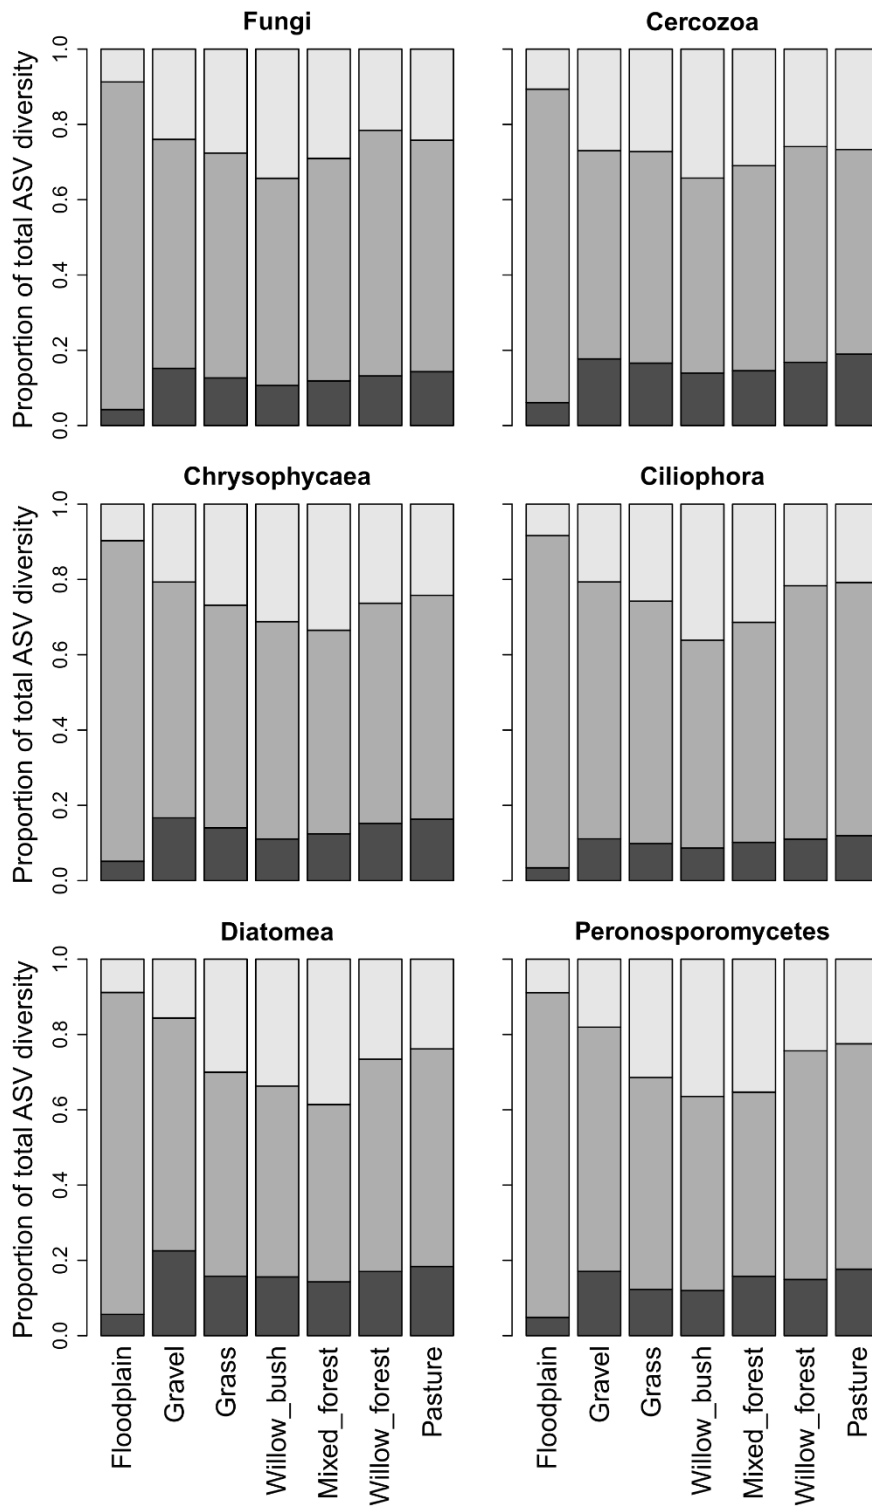 Fungi
Cercozoa
Proportion of total ASV diversity
1.0
0.8
0.6
0.4
0.2
0.0
Chrysophycaea
Ciliophora
Proportion of total ASV diversity
1.0
0.8
0.6
0.4
0.2
0.0
Diatomea
Peronosporomycetes
Proportion of total ASV diversity
1.0
0.8
0.6
0.4
0.2
0.0
Floodplain
Gravel
Grass
Willow_bush
Mixed_forest
Willow_forest
Pasture
Floodplain
Gravel
Grass
Willow_bush
Mixed_forest
Willow_forest
Pasture